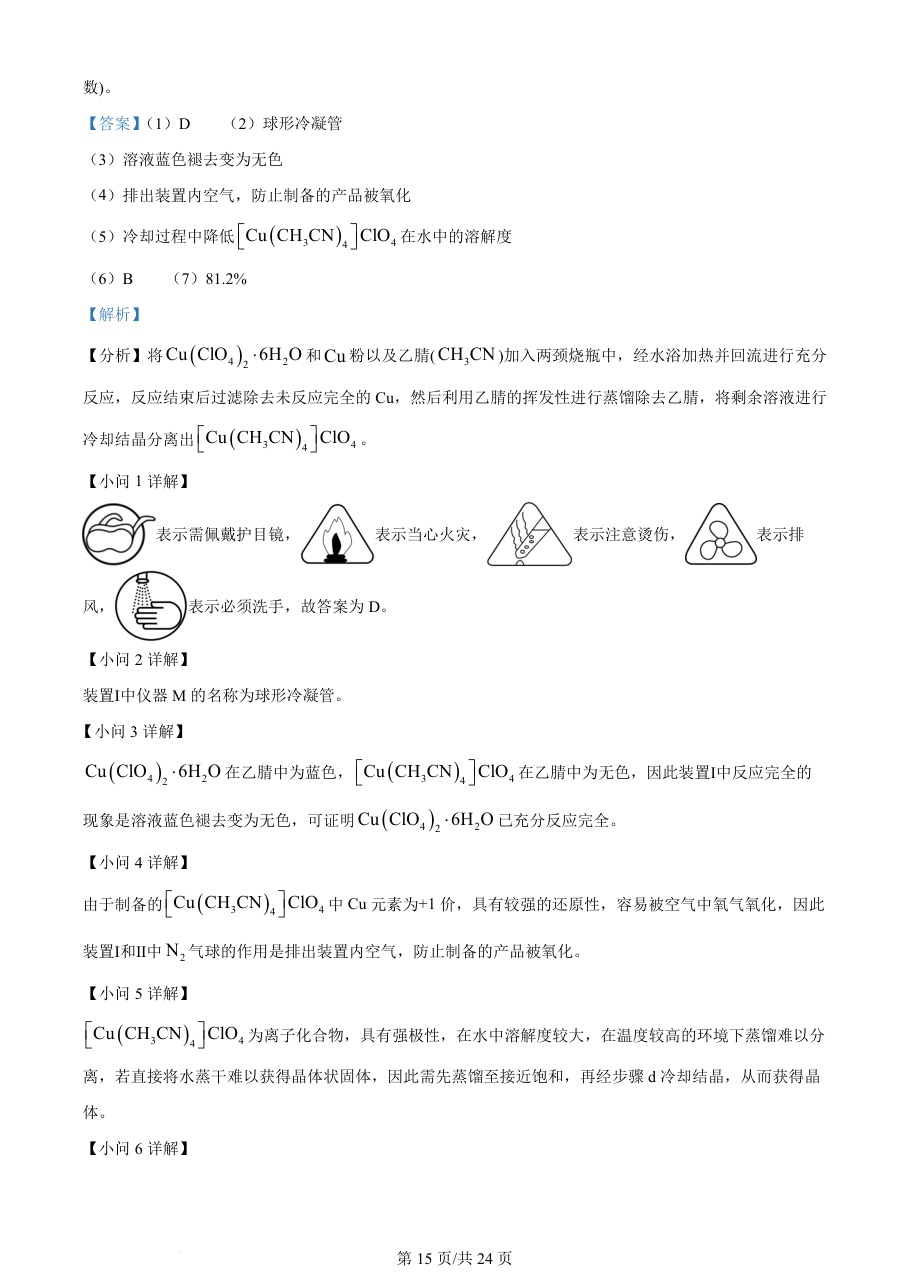 数)。
【答案】（1）D （2）球形冷凝管
（3）溶液蓝色褪去变为无色
（4）排出装置内空气，防止制备的产品被氧化
（5）冷却过程中降低[Cu(CH₃CN)₄]ClO₄在水中的溶解度
（6）B （7）81.2%
【解析】
【分析】将Cu(ClO₄)₂·6H₂O和Cu粉以及乙腈(CH₃CN)加入两颈烧瓶中，经水浴加热并回流进行充分
反应，反应结束后过滤除去未反应完全的 Cu，然后利用乙腈的挥发性进行蒸馏除去乙腈，将剩余溶液进行
冷却结晶分离出[Cu(CH₃CN)₄]ClO₄。
【小问 1 详解】
表示需佩戴护目镜，表示当心火灾，表示注意烫伤，表示排
风，表示必须洗手，故答案为 D。
【小问 2 详解】
装置Ⅰ中仪器 M 的名称为球形冷凝管。
【小问 3 详解】
Cu(ClO₄)₂·6H₂O在乙腈中为蓝色，[Cu(CH₃CN)₄]ClO₄在乙腈中为无色，因此装置Ⅰ中反应完全的
现象是溶液蓝色褪去变为无色，可证明Cu(ClO₄)₂·6H₂O已充分反应完全。
【小问 4 详解】
由于制备的[Cu(CH₃CN)₄]ClO₄中 Cu 元素为+1 价，具有较强的还原性，容易被空气中氧气氧化，因此
装置Ⅰ和Ⅱ中N₂气球的作用是排出装置内空气，防止制备的产品被氧化。
【小问 5 详解】
[Cu(CH₃CN)₄]ClO₄为离子化合物，具有强极性，在水中溶解度较大，在温度较高的环境下蒸馏难以分
离，若直接将水蒸干难以获得晶体状固体，因此需先蒸馏至接近饱和，再经步骤 d 冷却结晶，从而获得晶
体。
【小问 6 详解】
第 15 页/共 24 页